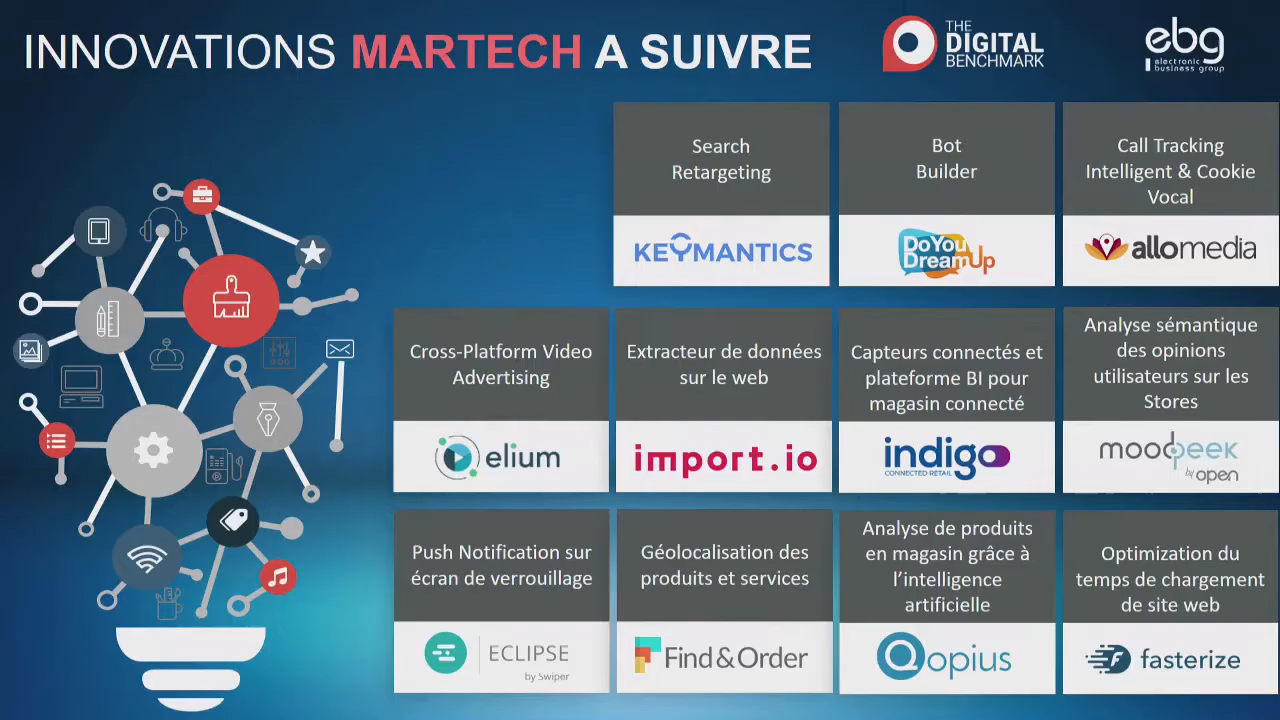 INNOVATIONS MARTECH A SUIVRE
THE
DIGITAL
BENCHMARK
ebg
electronic
business group
Search
Retargeting
KEYMANTICS
Bot
Builder
DoYou
DreamUp
Call Tracking
Intelligent & Cookie
Vocal
allomedia
Cross-Platform Video
Advertising
elium
Extracteur de données
sur le web
import.io
Capteurs connectés et
plateforme BI pour
magasin connecté
indigo
CONNECTED RETAIL
Analyse sémantique
des opinions
utilisateurs sur les
Stores
moodpeek
by open
Push Notification sur
écran de verrouillage
ECLIPSE
by Swiper
Géolocalisation des
produits et services
Find & Order
Analyse de produits
en magasin grâce à
l’intelligence
artificielle
Qopius
Optimization du
temps de chargement
de site web
fasterize